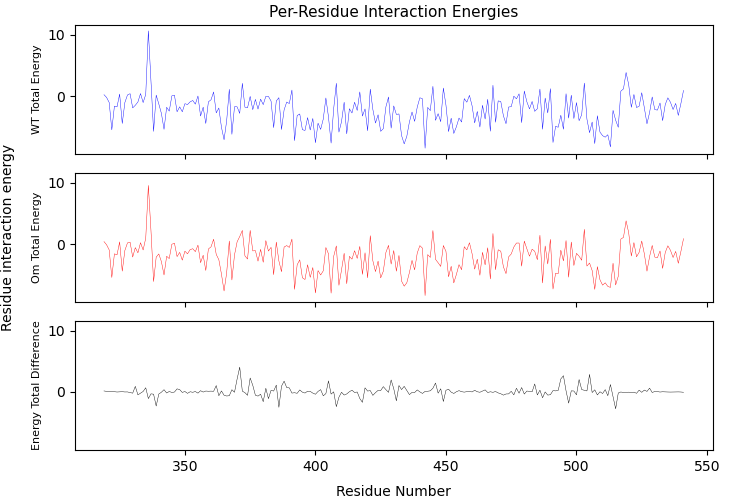 Per-Residue Interaction Energies
Residue interaction energy
WT Total Energy
10
0
Om Total Energy
10
0
Energy Total Difference
10
0
350 400 450 500 550
Residue Number